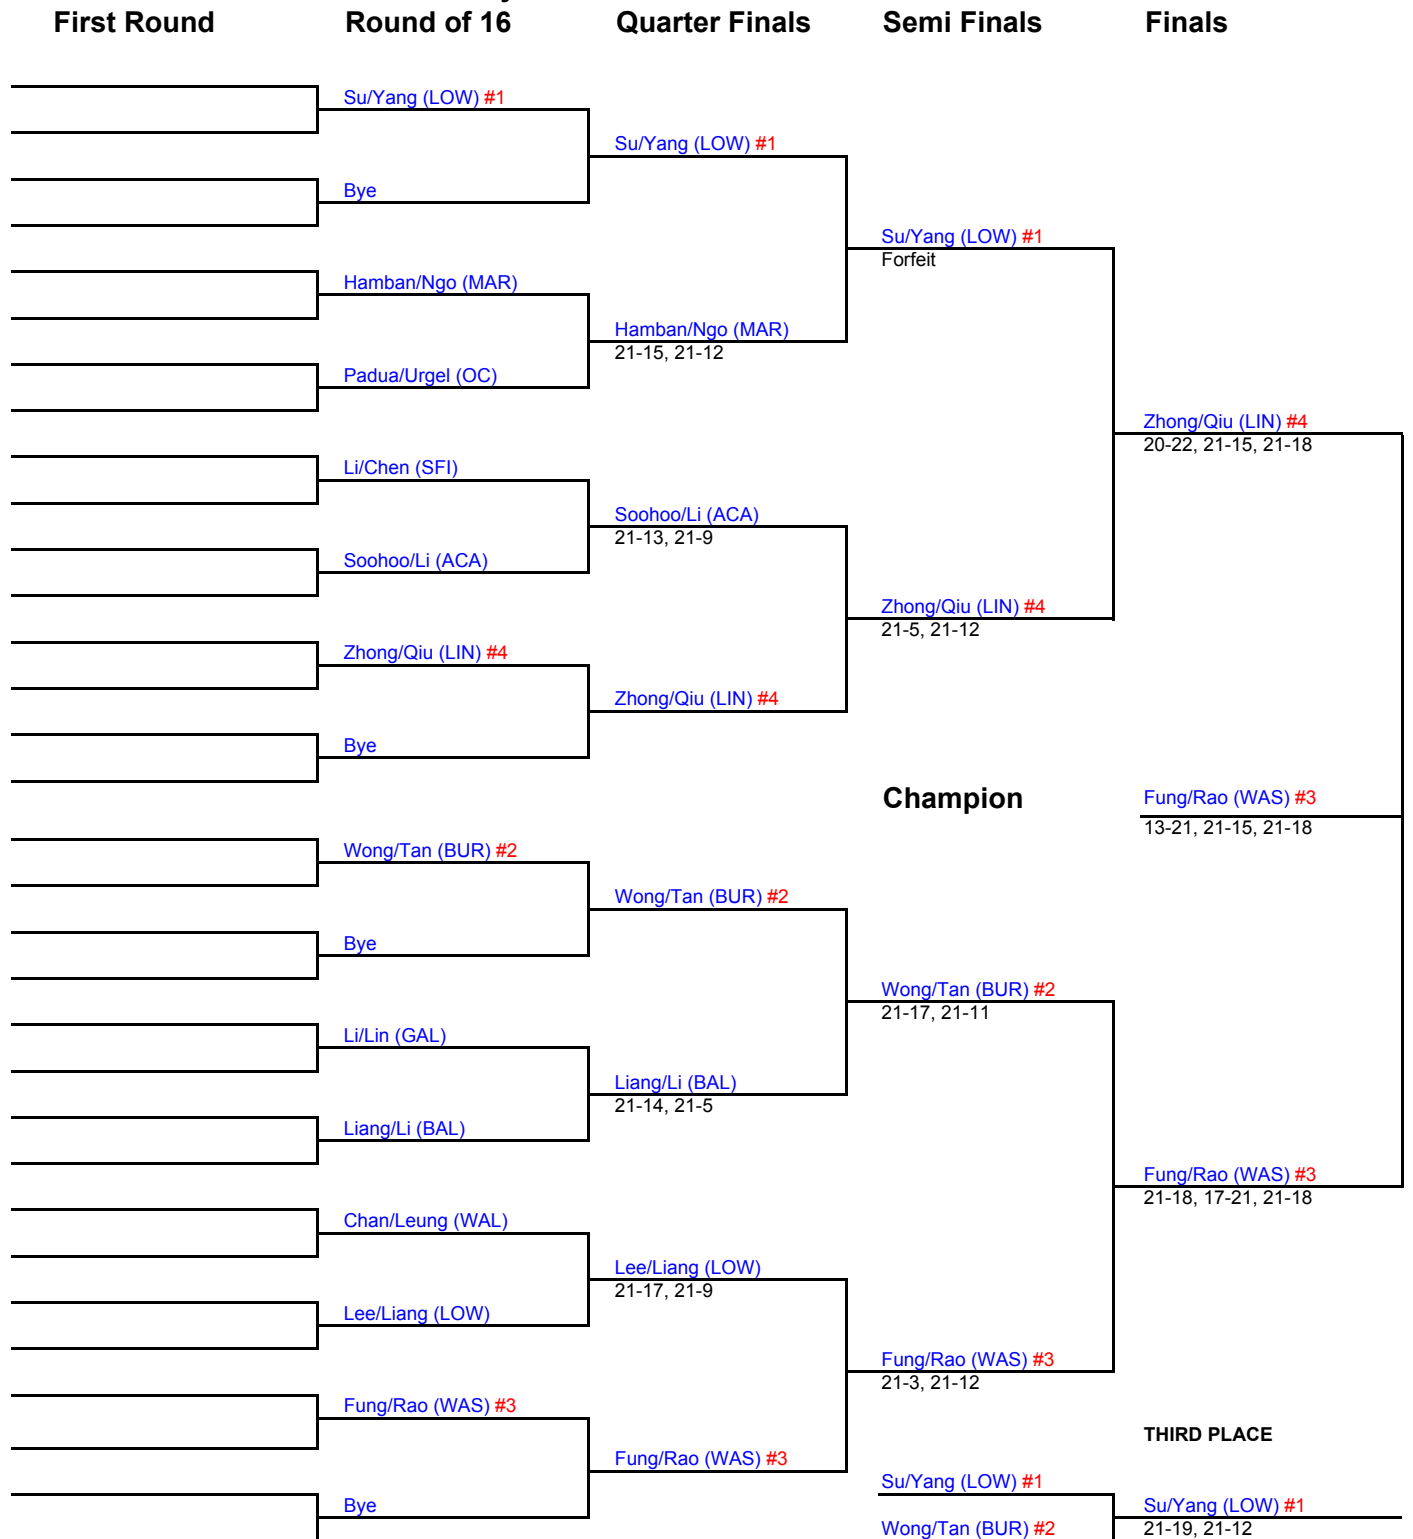 First Round
Round of 16
Quarter Finals
Semi Finals
Finals
Su/Yang (LOW) #1
Su/Yang (LOW) #1
Bye
Su/Yang (LOW) #1
Forfeit
Hamban/Ngo (MAR)
Hamban/Ngo (MAR)
21-15, 21-12
Padua/Urgel (OC)
Zhong/Qiu (LIN) #4
20-22, 21-15, 21-18
Li/Chen (SFI)
Soohoo/Li (ACA)
21-13, 21-9
Soohoo/Li (ACA)
Zhong/Qiu (LIN) #4
21-5, 21-12
Zhong/Qiu (LIN) #4
Zhong/Qiu (LIN) #4
Bye
Champion
Fung/Rao (WAS) #3
13-21, 21-15, 21-18
Wong/Tan (BUR) #2
Wong/Tan (BUR) #2
Bye
Wong/Tan (BUR) #2
21-17, 21-11
Li/Lin (GAL)
Liang/Li (BAL)
21-14, 21-5
Liang/Li (BAL)
Fung/Rao (WAS) #3
21-18, 17-21, 21-18
Chan/Leung (WAL)
Lee/Liang (LOW)
21-17, 21-9
Lee/Liang (LOW)
Fung/Rao (WAS) #3
21-3, 21-12
Fung/Rao (WAS) #3
THIRD PLACE
Fung/Rao (WAS) #3
Su/Yang (LOW) #1
Bye
Su/Yang (LOW) #1
21-19, 21-12
Wong/Tan (BUR) #2